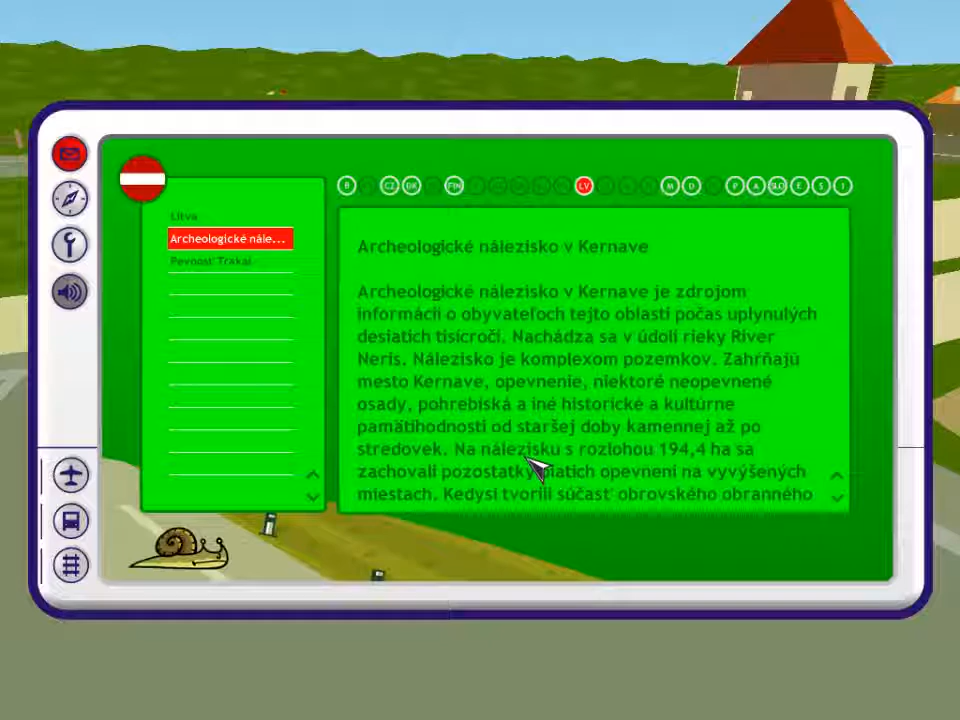 B CZ DK FIN LV M D P A SLO E S I
Litva
Archeologické nále...
Pevnosť Trakai
Archeologické nálezisko v Kernave
Archeologické nálezisko v Kernave je zdrojom
informácií o obyvateľoch tejto oblasti počas uplynulých
desiatich tisícročí. Nachádza sa v údolí rieky River
Neris. Nálezisko je komplexom pozemkov. Zahŕňajú
mesto Kernave, opevnenie, niektoré neopevnené
osady, pohrebiská a iné historické a kultúrne
pamätihodnosti od staršej doby kamennej až po
stredovek. Na nálezisku s rozlohou 194,4 ha sa
zachovali pozostatky piatich opevnení na vyvýšených
miestach. Kedysi tvorili súčasť obrovského obranného